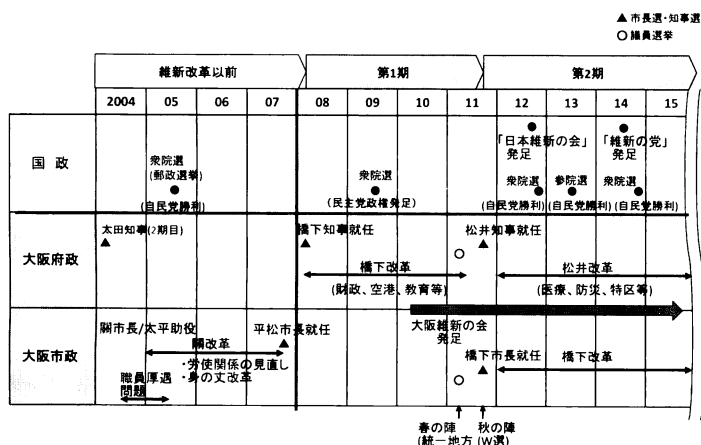 ▲ 市長選・知事選
○ 議員選挙
維新改革以前 第1期 第2期
2004 05 06 07 08 09 10 11 12 13 14 15
国 政
「日本維新の会」 「維新の党」
発足 発足
衆院選
(郵政選挙)
(自民党勝利)
衆院選
(民主党政権発足)
衆院選 参院選 衆院選
(自民党勝利) (自民党勝利) (自民党勝利)
大阪府政
太田知事(2期目)
橋下知事就任
松井知事就任
橋下改革
(財政、空港、教育等)
松井改革
(医療、防災、特区等)
大阪維新の会
発足
大阪市政
關市長/大平助役
平松市長就任
關改革
・労使関係の見直し
・身の丈改革
職員厚遇
問題
橋下市長就任
橋下改革
春の陣 秋の陣
(統一地方 (W選)